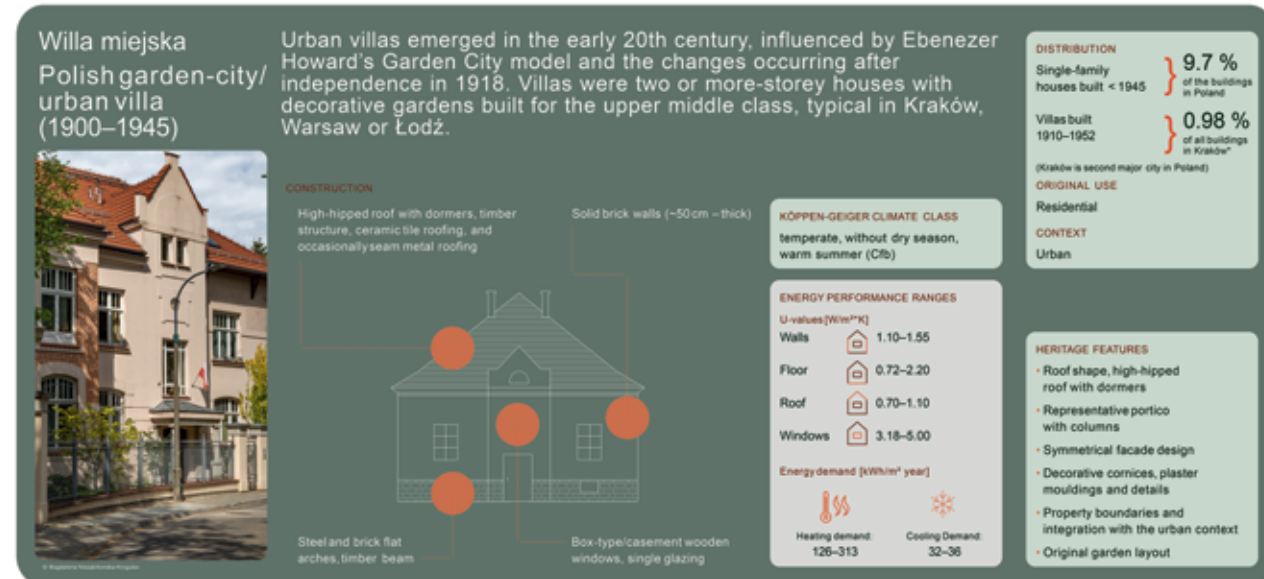 Willa miejska
Polish garden-city/
urban villa
(1900–1945)
Urban villas emerged in the early 20th century, influenced by Ebenezer
Howard's Garden City model and the changes occurring after
independence in 1918. Villas were two or more-storey houses with
decorative gardens built for the upper middle class, typical in Kraków,
Warsaw or Łodź.
CONSTRUCTION
High-hipped roof with dormers, timber
structure, ceramic tile roofing, and
occasionally seam metal roofing
Solid brick walls (~50 cm – thick)
Steel and brick flat
arches, timber beam
Box-type/casement wooden
windows, single glazing
KÖPPEN-GEIGER CLIMATE CLASS
temperate, without dry season,
warm summer (Cfb)
ENERGY PERFORMANCE RANGES
U-values [W/m²*K]
Walls 1.10–1.55
Floor 0.72–2.20
Roof 0.70–1.10
Windows 3.18–5.00
Energy demand [kWh/m² year]
Heating demand:
126–313
Cooling Demand:
32–36
DISTRIBUTION
Single-family
houses built < 1945
9.7 %
of the buildings
in Poland
Villas built
1910–1952
0.98 %
of all buildings
in Kraków*
(Kraków is second major city in Poland)
ORIGINAL USE
Residential
CONTEXT
Urban
HERITAGE FEATURES
• Roof shape, high-hipped
roof with dormers
• Representative portico
with columns
• Symmetrical facade design
• Decorative cornices, plaster
mouldings and details
• Property boundaries and
integration with the urban context
• Original garden layout